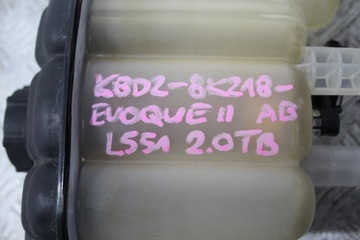 K8D2-8K218-
EVOQUE II AB
L551 2.0TB